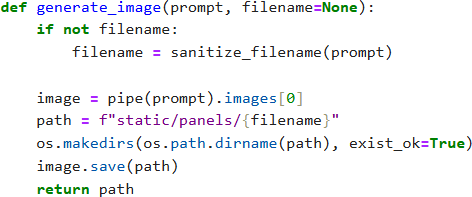 def generate_image(prompt, filename=None):
    if not filename:
        filename = sanitize_filename(prompt)

    image = pipe(prompt).images[0]
    path = f"static/panels/{filename}"
    os.makedirs(os.path.dirname(path), exist_ok=True)
    image.save(path)
    return path